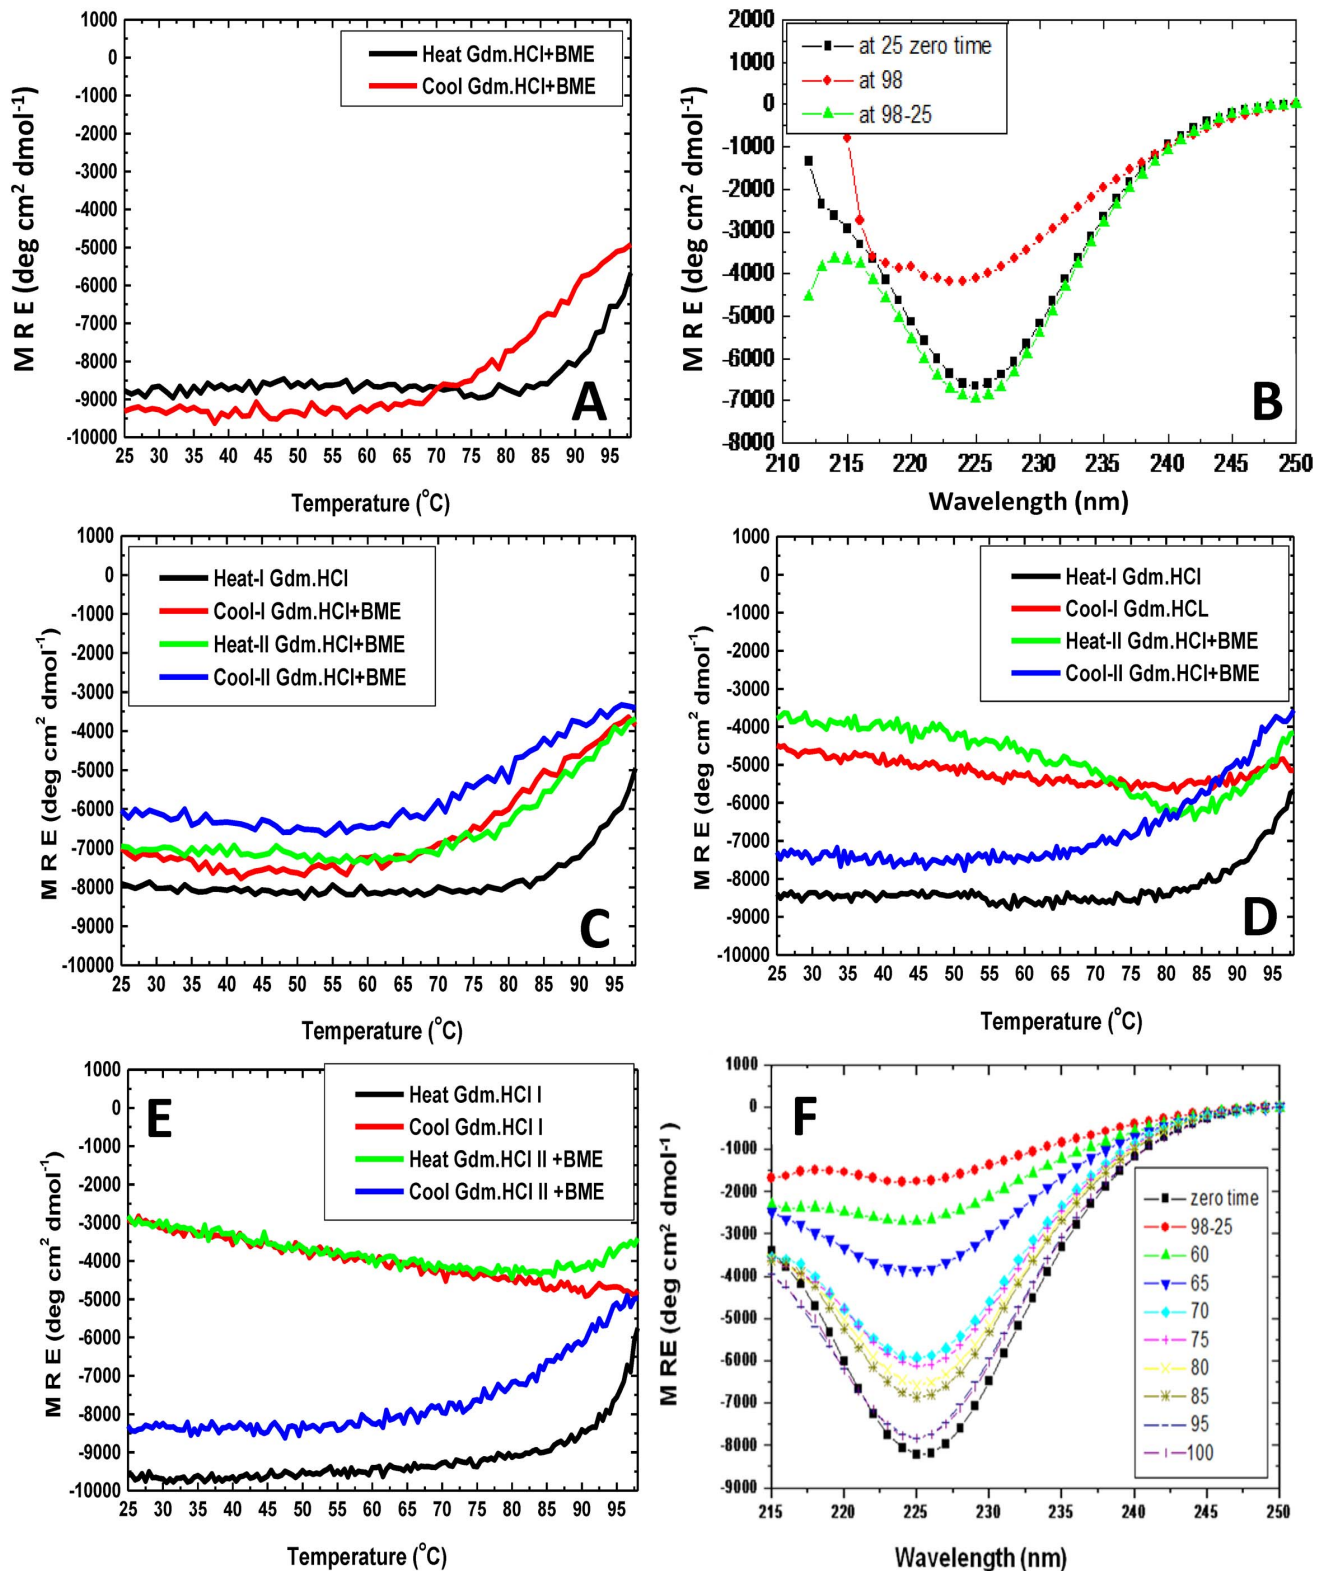 1000
0
-1000
-2000
-3000
-4000
-5000
-6000
-7000
-8000
-9000
-10000
M R E (deg cm² dmol⁻¹)
Heat Gdm.HCl+BME
Cool Gdm.HCl+BME
A
25 30 35 40 45 50 55 60 65 70 75 80 85 90 95
Temperature (°C)
2000
1000
0
-1000
-2000
-3000
-4000
-5000
-6000
-7000
-8000
M R E (deg cm² dmol⁻¹)
at 25 zero time
at 98
at 98-25
B
210 215 220 225 230 235 240 245 250
Wavelength (nm)
1000
0
-1000
-2000
-3000
-4000
-5000
-6000
-7000
-8000
-9000
-10000
M R E (deg cm² dmol⁻¹)
Heat-I Gdm.HCl
Cool-I Gdm.HCl+BME
Heat-II Gdm.HCl+BME
Cool-II Gdm.HCl+BME
C
25 30 35 40 45 50 55 60 65 70 75 80 85 90 95
Temperature (°C)
1000
0
-1000
-2000
-3000
-4000
-5000
-6000
-7000
-8000
-9000
-10000
M R E (deg cm² dmol⁻¹)
Heat-I Gdm.HCl
Cool-I Gdm.HCL
Heat-II Gdm.HCl+BME
Cool-II Gdm.HCl+BME
D
25 30 35 40 45 50 55 60 65 70 75 80 85 90 95
Temperature (°C)
1000
0
-1000
-2000
-3000
-4000
-5000
-6000
-7000
-8000
-9000
-10000
M R E (deg cm² dmol⁻¹)
E
Heat Gdm.HCl I
Cool Gdm.HCl I
Heat Gdm.HCl II +BME
Cool Gdm.HCl II +BME
25 30 35 40 45 50 55 60 65 70 75 80 85 90 95
Temperature (°C)
1000
0
-1000
-2000
-3000
-4000
-5000
-6000
-7000
-8000
-9000
M RE (deg cm² dmol⁻¹)
F
zero time
98-25
60
65
70
75
80
85
95
100
215 220 225 230 235 240 245 250
Wavelength (nm)